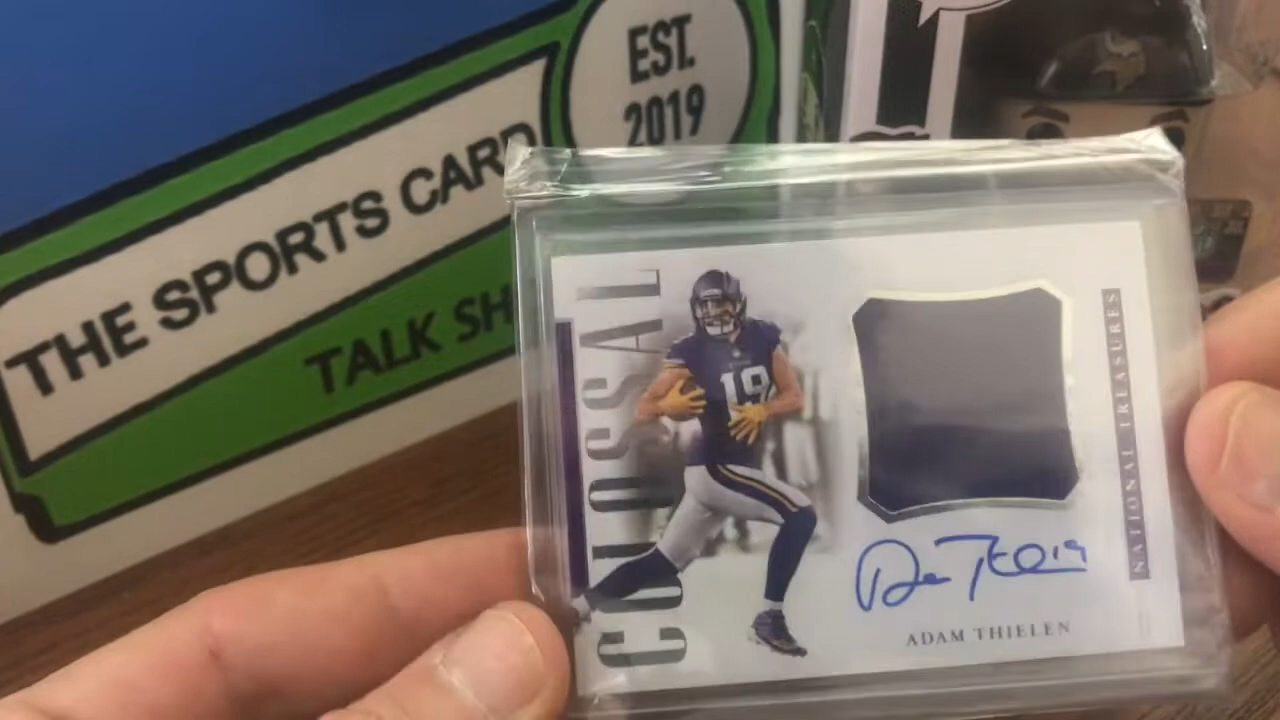 EST.
2019
THE SPORTS CARD
TALK SH
COLOSSAL
19
NATIONAL TREASURES
ADAM THIELEN